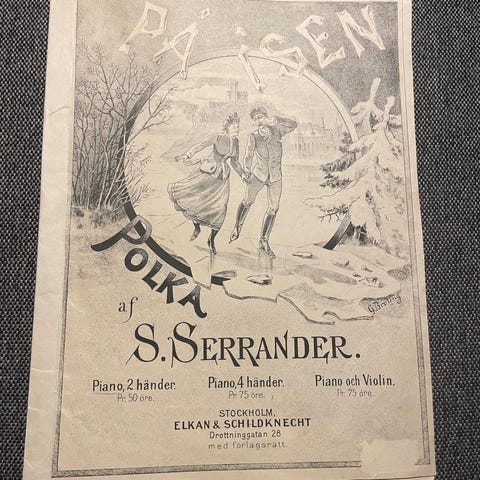 PÅ ISEN
POLKA
af
S. SERRANDER.
Piano, 2 händer. Piano, 4 händer. Piano och Violin.
Pr. 50 öre. Pr. 75 öre. Pr. 75 öre.
STOCKHOLM,
ELKAN & SCHILDKNECHT
Drottninggatan 28
med förlagsrätt.